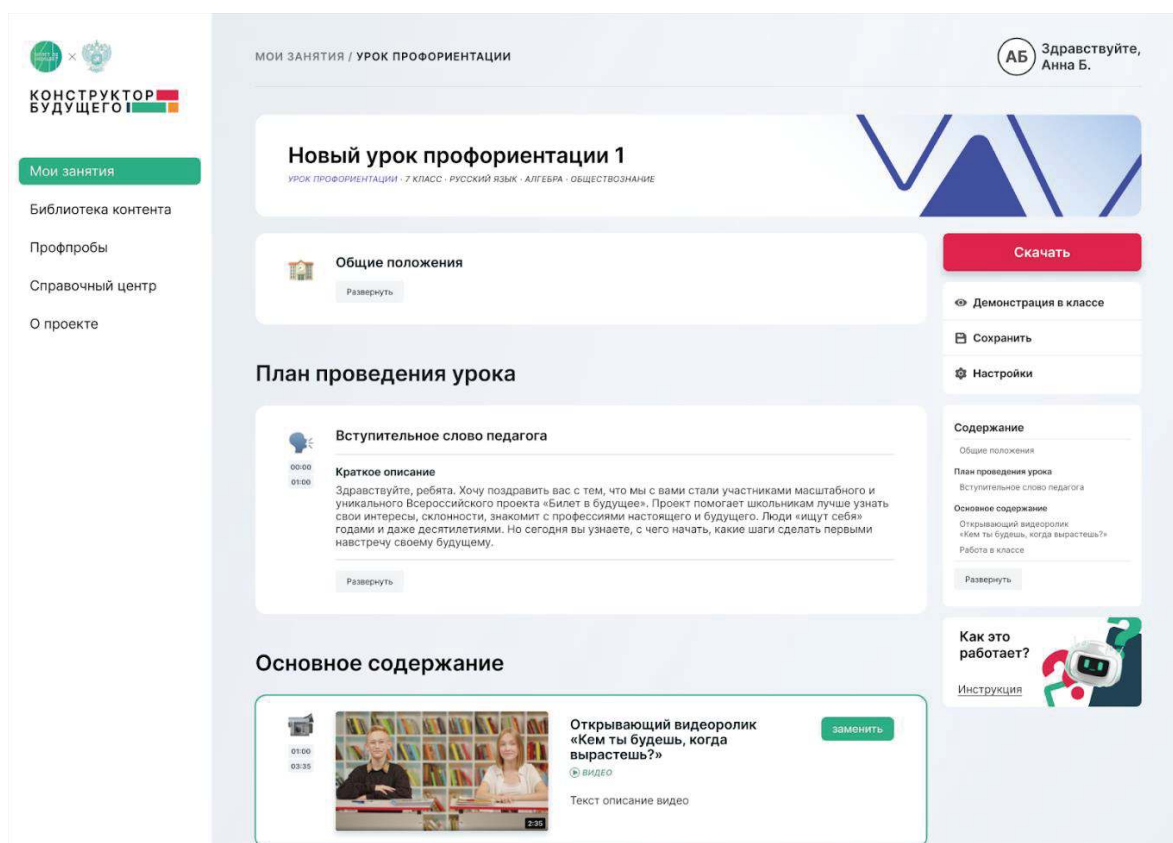 КОНСТРУКТОР
БУДУЩЕГО
Мои занятия
Библиотека контента
Профпробы
Справочный центр
О проекте
МОИ ЗАНЯТИЯ / УРОК ПРОФОРИЕНТАЦИИ
АБ
Здравствуйте,
Анна Б.
Новый урок профориентации 1
УРОК ПРОФОРИЕНТАЦИИ · 7 КЛАСС · РУССКИЙ ЯЗЫК · АЛГЕБРА · ОБЩЕСТВОЗНАНИЕ
Общие положения
Развернуть
План проведения урока
Вступительное слово педагога
00:00
01:00
Краткое описание
Здравствуйте, ребята. Хочу поздравить вас с тем, что мы с вами стали участниками масштабного и
уникального Всероссийского проекта «Билет в будущее». Проект помогает школьникам лучше узнать
свои интересы, склонности, знакомит с профессиями настоящего и будущего. Люди «ищут себя»
годами и даже десятилетиями. Но сегодня вы узнаете, с чего начать, какие шаги сделать первыми
навстречу своему будущему.
Развернуть
Основное содержание
01:00
03:35
2:35
Открывающий видеоролик
«Кем ты будешь, когда
вырастешь?»
ВИДЕО
Текст описание видео
заменить
Скачать
Демонстрация в классе
Сохранить
Настройки
Содержание
Общие положения
План проведения урока
Вступительное слово педагога
Основное содержание
Открывающий видеоролик
«Кем ты будешь, когда вырастешь?»
Работа в классе
Развернуть
Как это
работает?
Инструкция